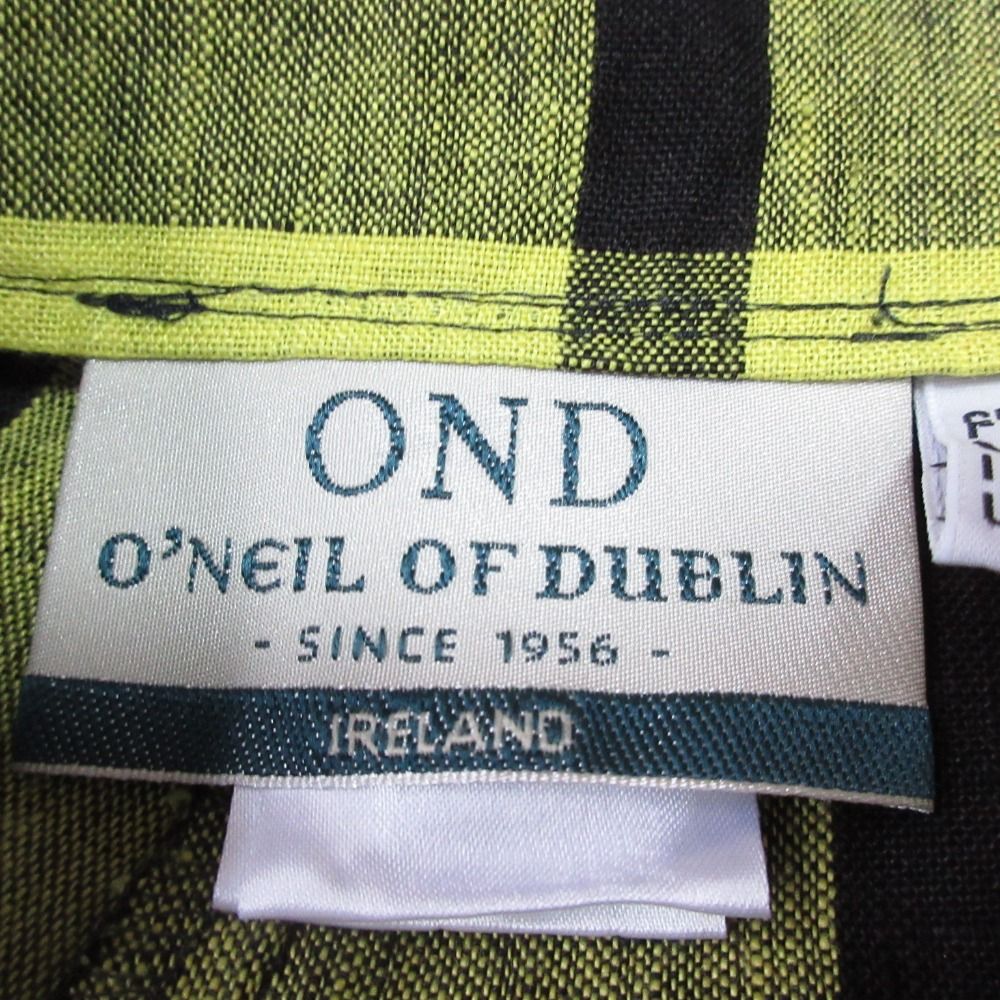 OND
O'NEIL OF DUBLIN
- SINCE 1956 -
IRELAND